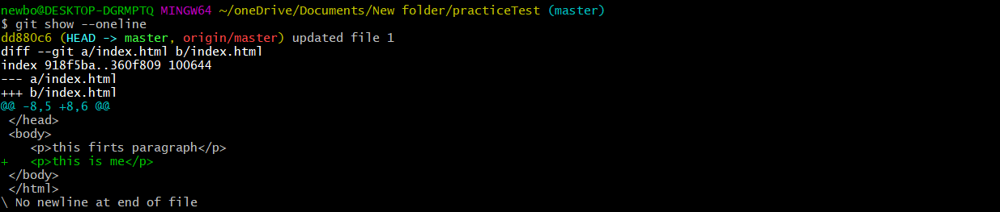 newbo@DESKTOP-DGRMPTQ MINGW64 ~/oneDrive/Documents/New folder/practiceTest (master)
$ git show --oneline
dd880c6 (HEAD -> master, origin/master) updated file 1
diff --git a/index.html b/index.html
index 918f5ba..360f809 100644
--- a/index.html
+++ b/index.html
@@ -8,5 +8,6 @@
 </head>
 <body>
    <p>this firts paragraph</p>
+   <p>this is me</p>
 </body>
 </html>
\ No newline at end of file